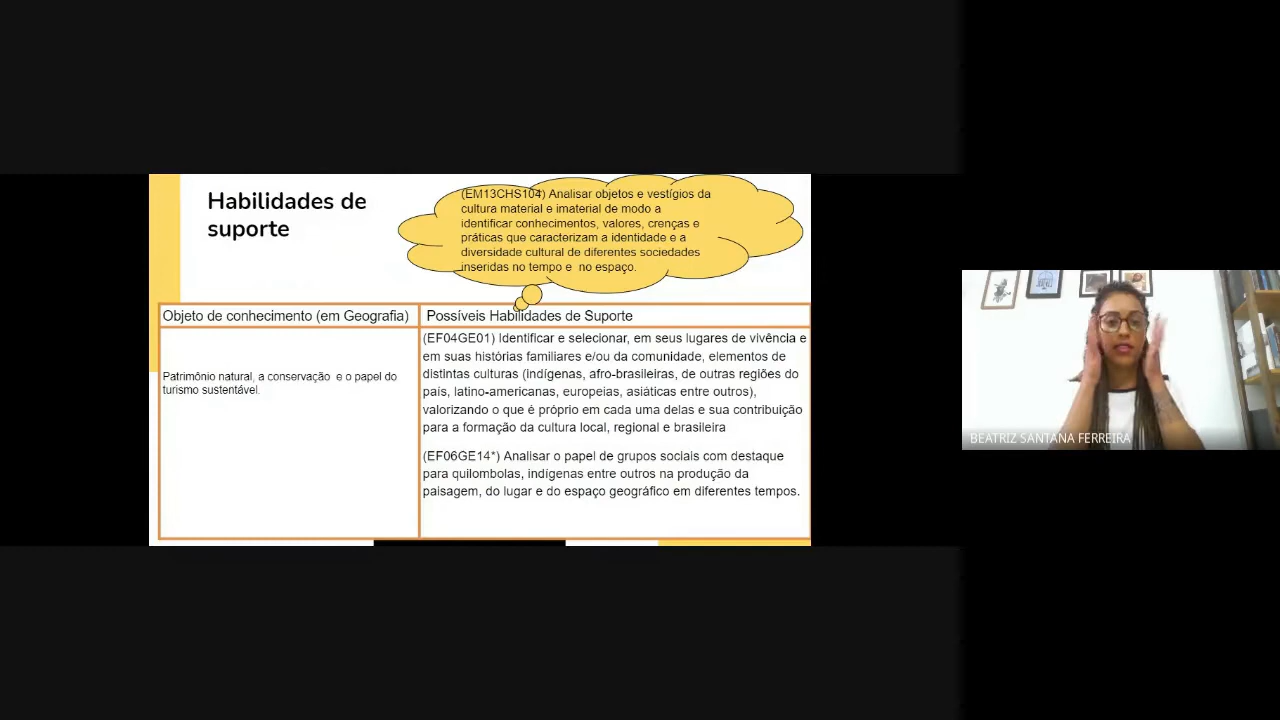 Habilidades de
suporte
(EM13CHS104) Analisar objetos e vestígios da
cultura material e imaterial de modo a
identificar conhecimentos, valores, crenças e
práticas que caracterizam a identidade e a
diversidade cultural de diferentes sociedades
inseridas no tempo e no espaço.
Objeto de conhecimento (em Geografia)
Possíveis Habilidades de Suporte
Patrimônio natural, a conservação e o papel do
turismo sustentável.
(EF04GE01) Identificar e selecionar, em seus lugares de vivência e
em suas histórias familiares e/ou da comunidade, elementos de
distintas culturas (indígenas, afro-brasileiras, de outras regiões do
país, latino-americanas, europeias, asiáticas entre outros),
valorizando o que é próprio em cada uma delas e sua contribuição
para a formação da cultura local, regional e brasileira
(EF06GE14*) Analisar o papel de grupos sociais com destaque
para quilombolas, indígenas entre outros na produção da
paisagem, do lugar e do espaço geográfico em diferentes tempos.
BEATRIZ SANTANA FERREIRA